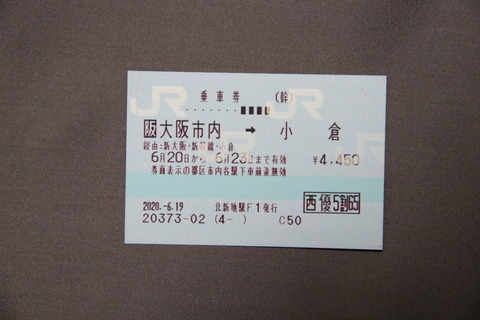 乗車券 (幹)
阪 大阪市内 → 小倉
経由:新大阪・新幹線・小倉
6月20日から 6月23日まで有効 ¥4,450
券面表示の都区市内各駅下車前途無効
西 優 5割65
2020.-6.19 北新地駅F1発行
20373-02 (4- ) C50